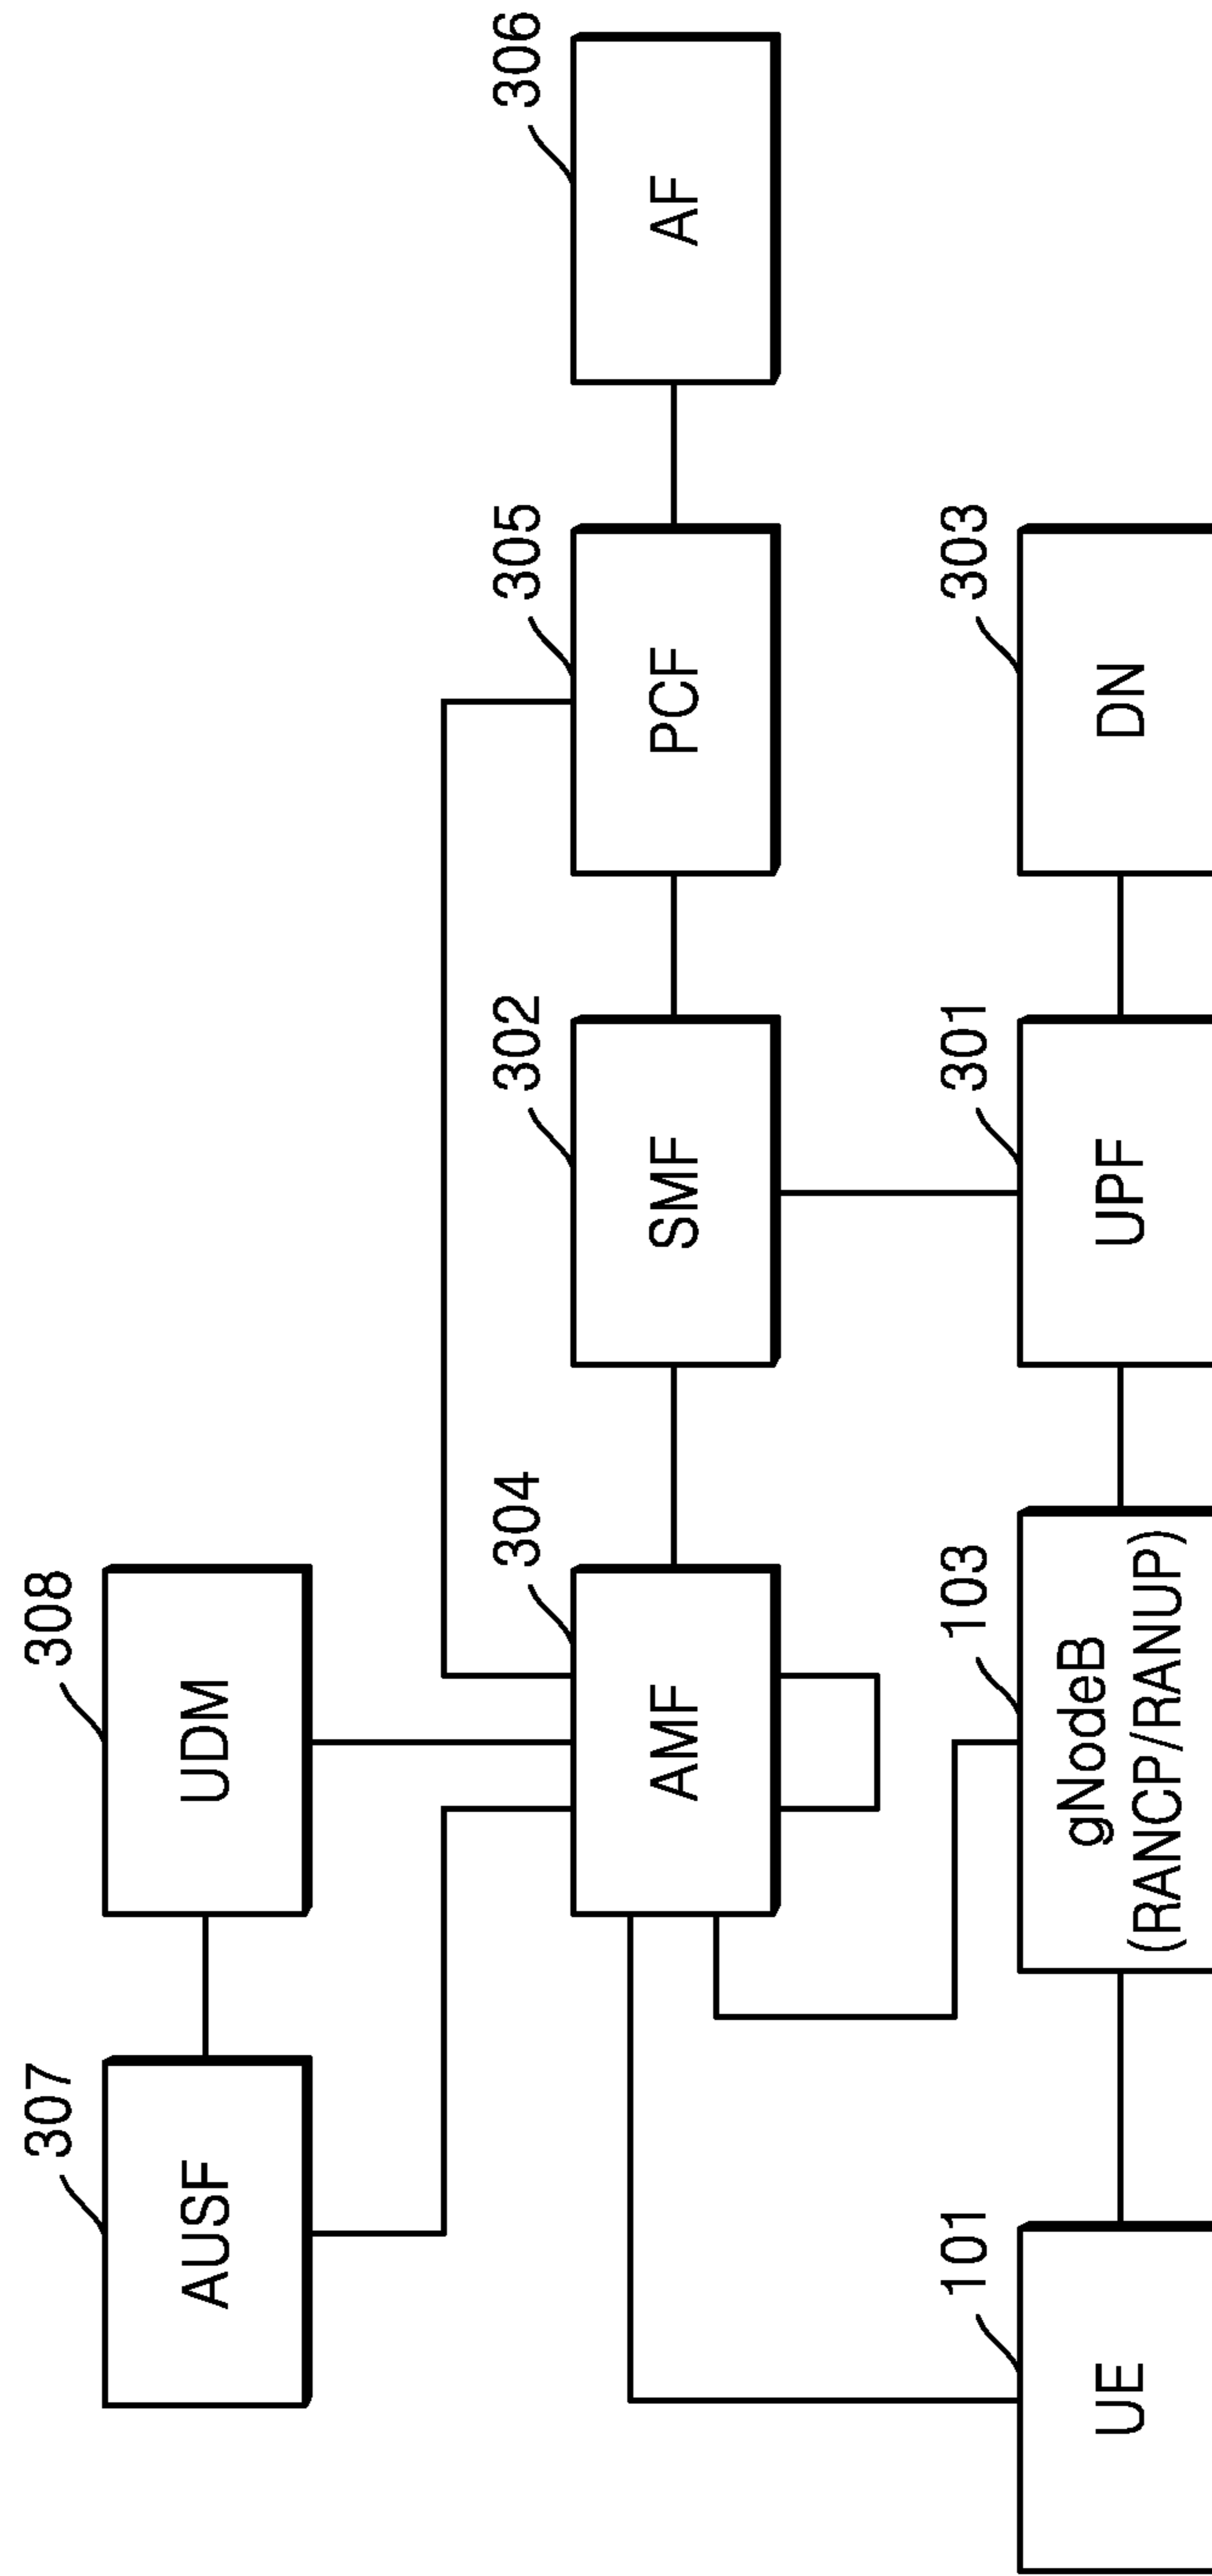 307
AUSF
308
UDM
304
AMF
302
SMF
305
PCF
306
AF
101
UE
103
gNodeB
(RANCP/RANUP)
301
UPF
303
DN